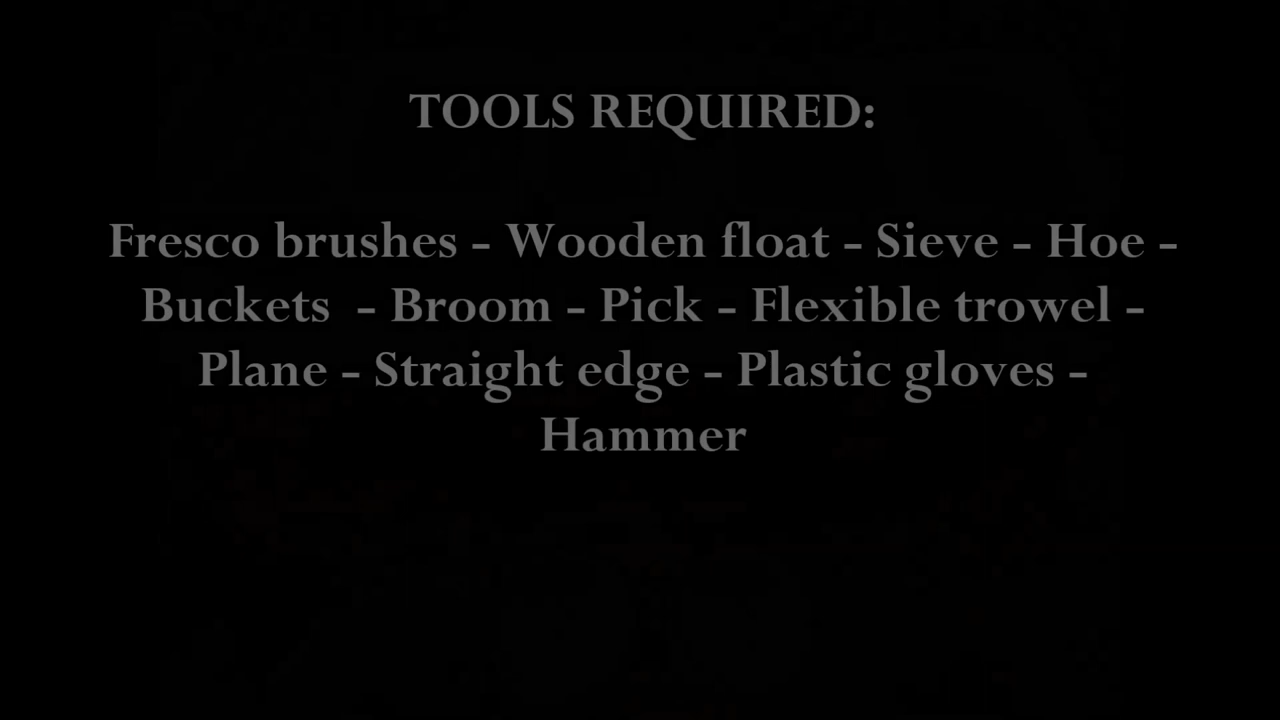 TOOLS REQUIRED:
Fresco brushes - Wooden float - Sieve - Hoe -
Buckets - Broom - Pick - Flexible trowel -
Plane - Straight edge - Plastic gloves -
Hammer